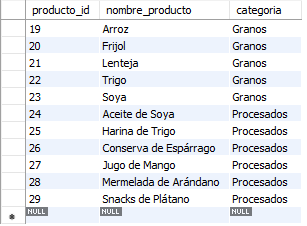 producto_id nombre_producto categoria
19 Arroz Granos
20 Frijol Granos
21 Lenteja Granos
22 Trigo Granos
23 Soya Granos
24 Aceite de Soya Procesados
25 Harina de Trigo Procesados
26 Conserva de Espárrago Procesados
27 Jugo de Mango Procesados
28 Mermelada de Arándano Procesados
29 Snacks de Plátano Procesados
NULL NULL NULL